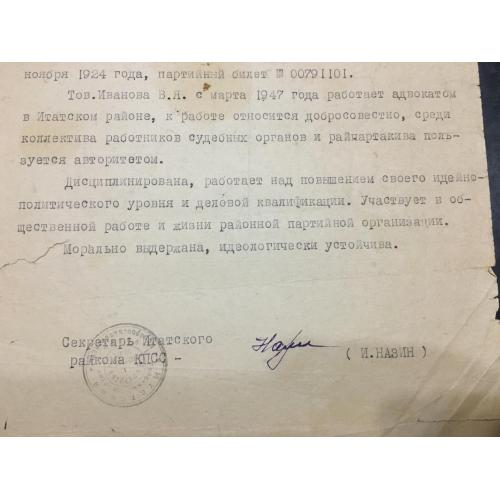 ноября 1924 года, партийный билет № 00791101.
Тов.Иванова В.Я. с марта 1947 года работает адвокатом
в Итатском районе, к работе относится добросовестно, среди
коллектива работников судебных органов и райпартактива поль-
зуется авторитетом.
Дисциплинирована, работает над повышением своего идейно-
политического уровня и деловой квалификации. Участвует в об-
щественной работе и жизни районной партийной организации.
Морально выдержана, идеологически устойчива.
Секретарь Итатского
райкома КПСС -
( И.НАЗИН )